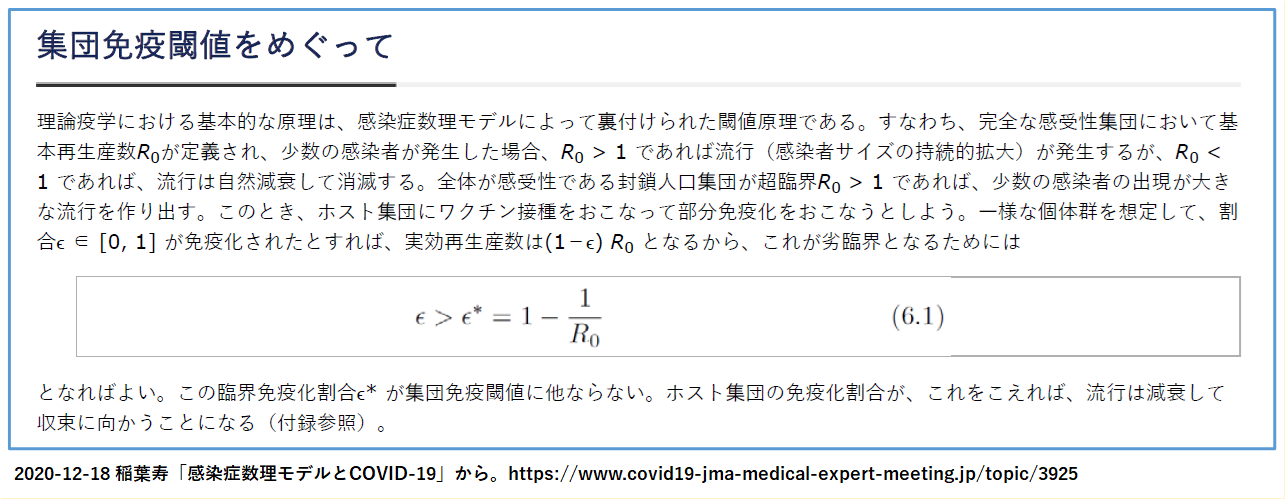 集団免疫閾値をめぐって
理論疫学における基本的な原理は、感染症数理モデルによって裏付けられた閾値原理である。すなわち、完全な感受性集団において基
本再生産数R₀が定義され、少数の感染者が発生した場合、R₀ > 1 であれば流行（感染者サイズの持続的拡大）が発生するが、R₀ <
1 であれば、流行は自然減衰して消滅する。全体が感受性である封鎖人口集団が超臨界R₀ > 1 であれば、少数の感染者の出現が大き
な流行を作り出す。このとき、ホスト集団にワクチン接種をおこなって部分免疫化をおこなうとしよう。一様な個体群を想定して、割
合ϵ ∈ [0, 1] が免疫化されたとすれば、実効再生産数は(1−ϵ) R₀ となるから、これが劣臨界となるためには
ϵ > ϵ* = 1 − 1/R₀ (6.1)
となればよい。この臨界免疫化割合ϵ* が集団免疫閾値に他ならない。ホスト集団の免疫化割合が、これをこえれば、流行は減衰して
収束に向かうことになる（付録参照）。
2020-12-18 稲葉寿「感染症数理モデルとCOVID-19」から。https://www.covid19-jma-medical-expert-meeting.jp/topic/3925